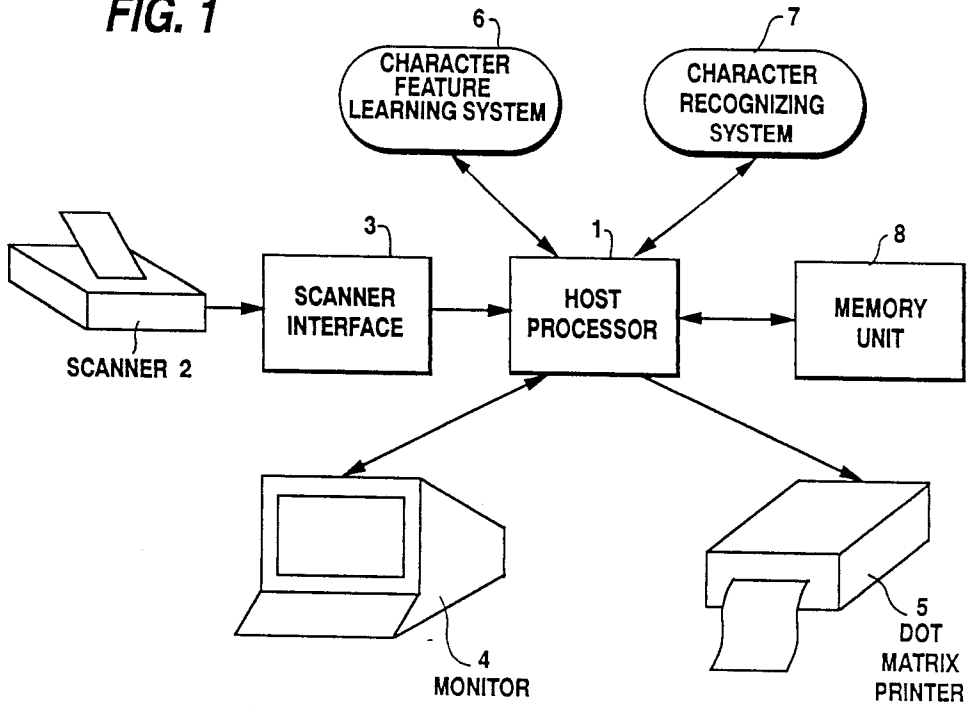 FIG. 1
6
CHARACTER
FEATURE
LEARNING SYSTEM
7
CHARACTER
RECOGNIZING
SYSTEM
3
SCANNER
INTERFACE
1
HOST
PROCESSOR
8
MEMORY
UNIT
SCANNER 2
4
MONITOR
5
DOT
MATRIX
PRINTER